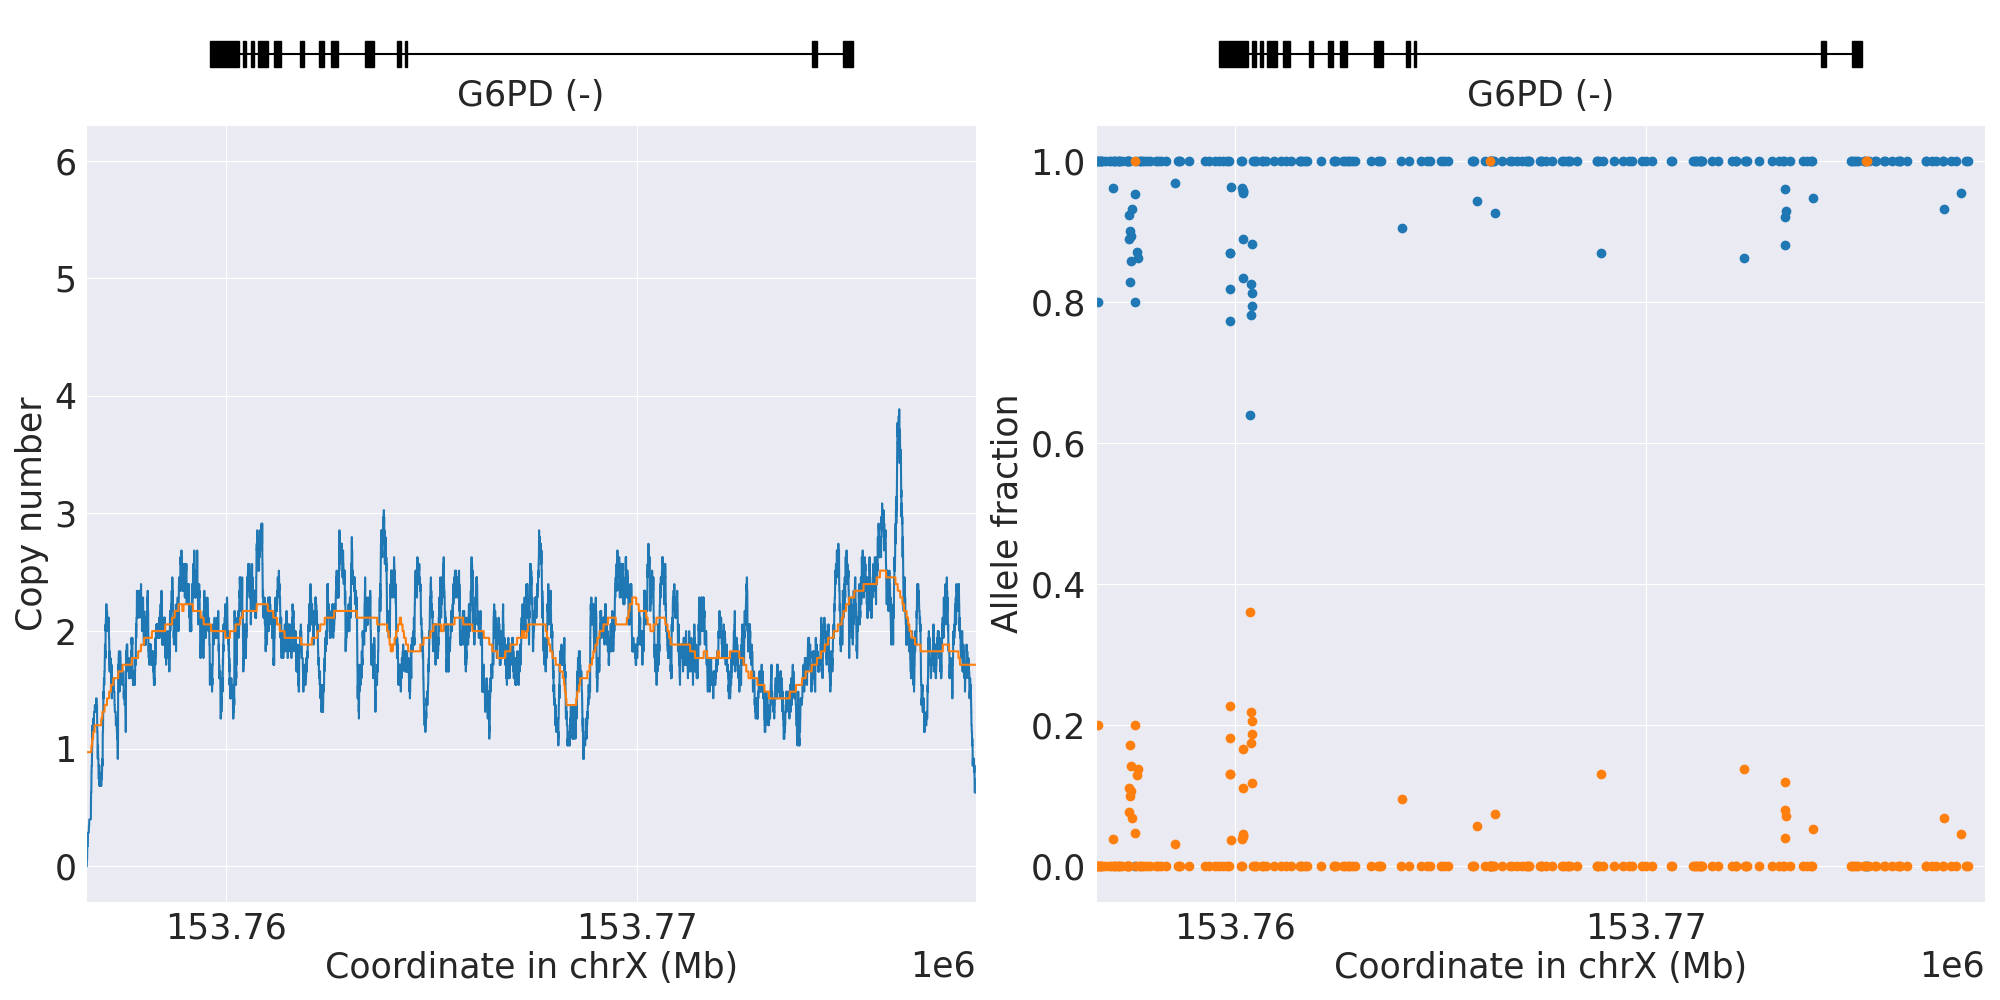 G6PD (-)
6
5
4
3
2
1
0
Copy number
153.76
153.77
Coordinate in chrX (Mb)
1e6
G6PD (-)
1.0
0.8
0.6
0.4
0.2
0.0
Allele fraction
153.76
153.77
Coordinate in chrX (Mb)
1e6